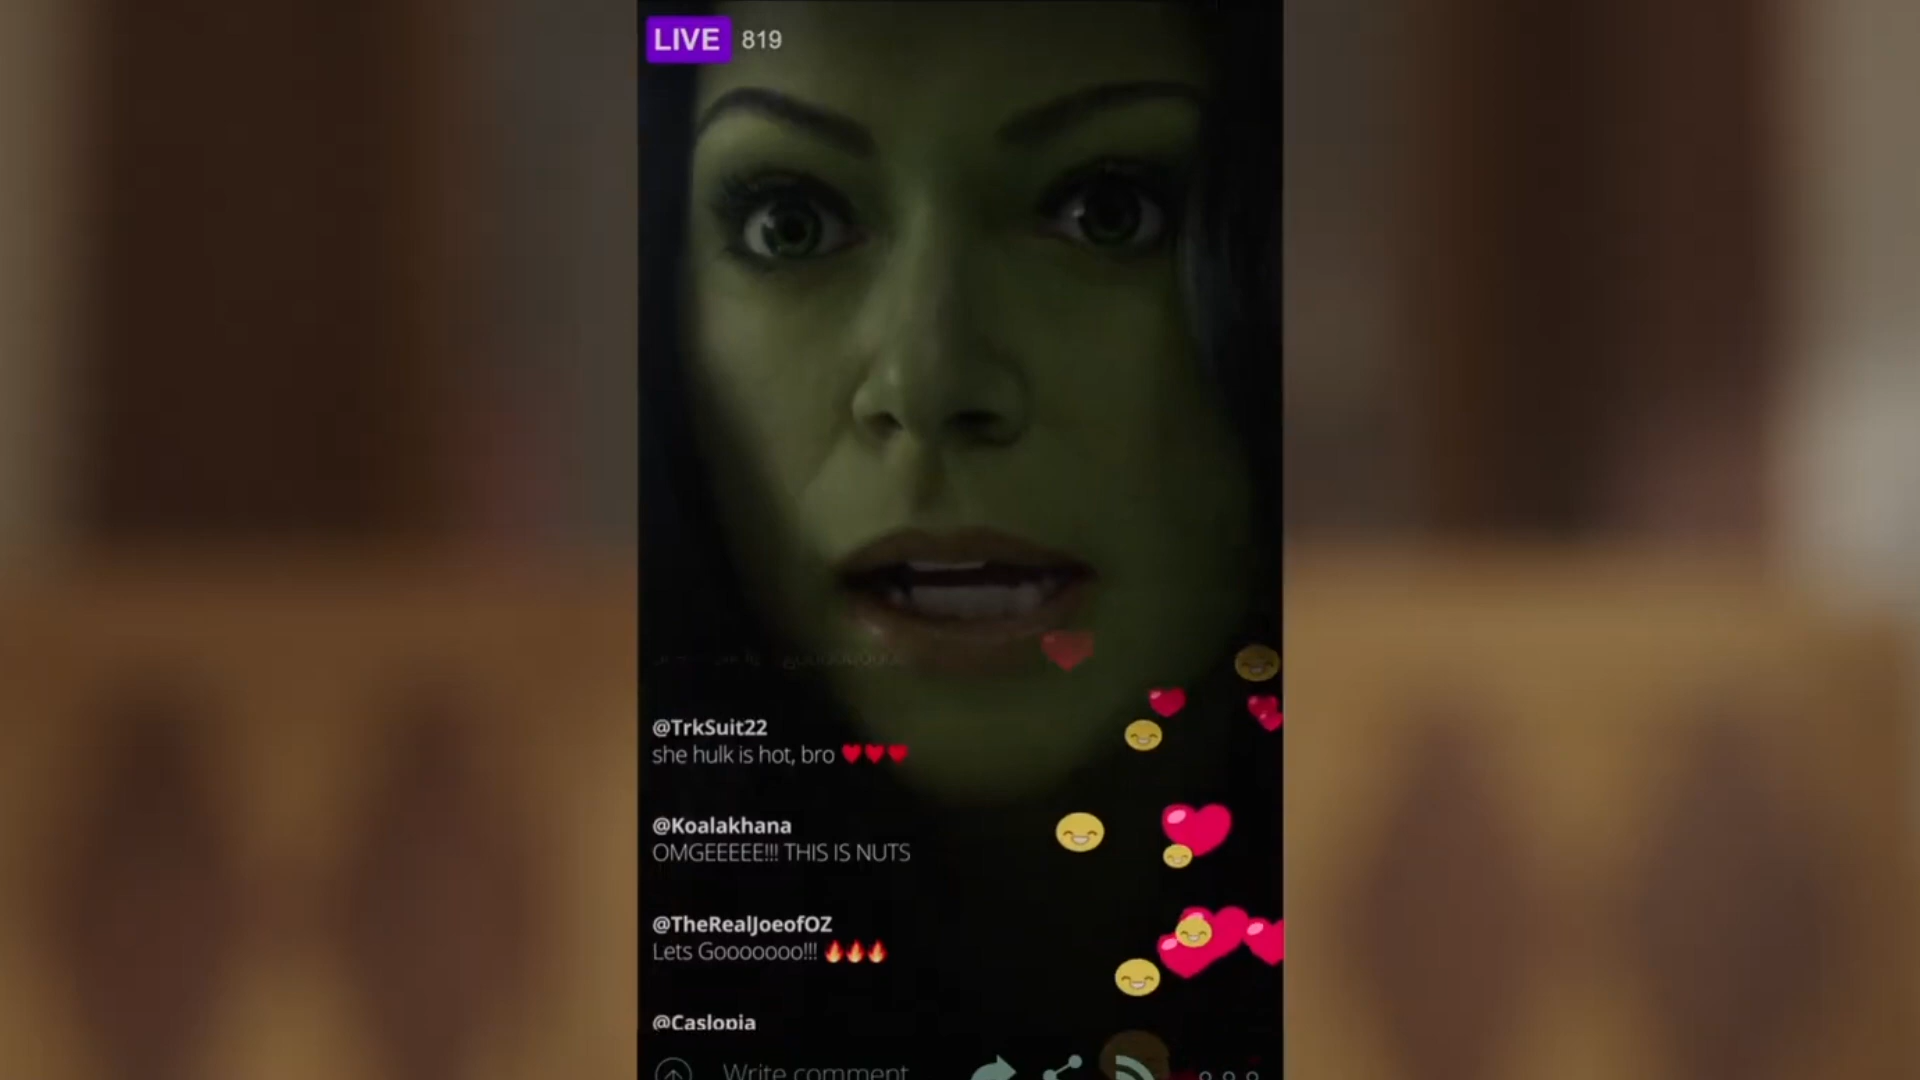 LIVE 819
@TrkSuit22
she hulk is hot, bro ❤️❤️❤️
@Koalakhana
OMGEEEEE!!! THIS IS NUTS
@TheRealJoeofOZ
Lets Gooooooo!!! 🔥🔥🔥
@Caslopia
Write comment